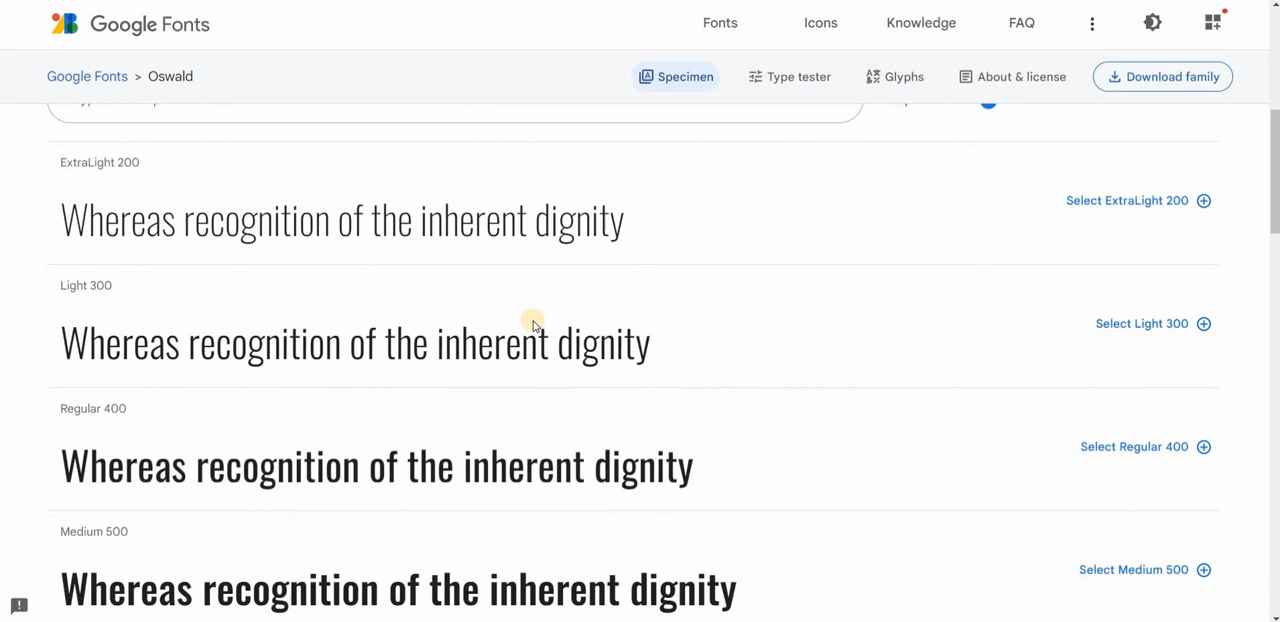 Google Fonts
Fonts
Icons
Knowledge
FAQ
Google Fonts > Oswald
Specimen
Type tester
Glyphs
About & license
Download family
ExtraLight 200
Whereas recognition of the inherent dignity
Select ExtraLight 200
Light 300
Whereas recognition of the inherent dignity
Select Light 300
Regular 400
Whereas recognition of the inherent dignity
Select Regular 400
Medium 500
Whereas recognition of the inherent dignity
Select Medium 500